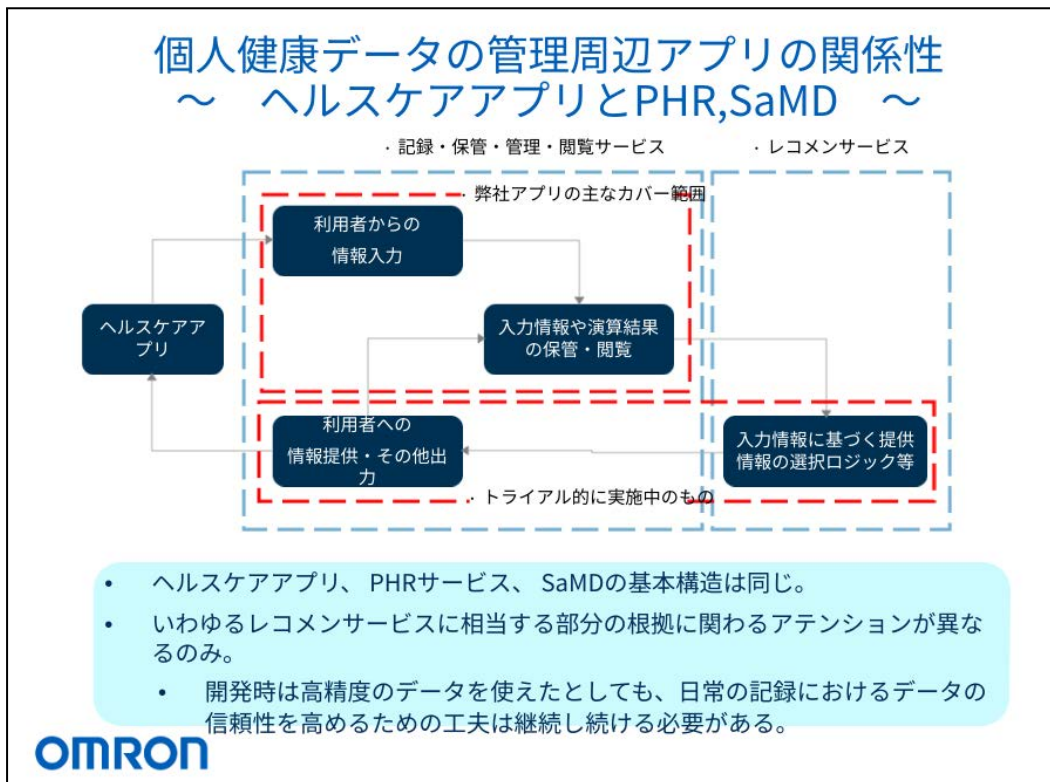 個人健康データの管理周辺アプリの関係性
～ ヘルスケアアプリとPHR,SaMD ～
・記録・保管・管理・閲覧サービス
・レコメンサービス
・弊社アプリの主なカバー範囲
利用者からの
情報入力
ヘルスケアア
プリ
入力情報や演算結果
の保管・閲覧
利用者への
情報提供・その他出
力
入力情報に基づく提供
情報の選択ロジック等
・トライアル的に実施中のもの
• ヘルスケアアプリ、 PHRサービス、 SaMDの基本構造は同じ。
• いわゆるレコメンサービスに相当する部分の根拠に関わるアテンションが異な
るのみ。
• 開発時は高精度のデータを使えたとしても、日常の記録におけるデータの
信頼性を高めるための工夫は継続し続ける必要がある。
OMRON